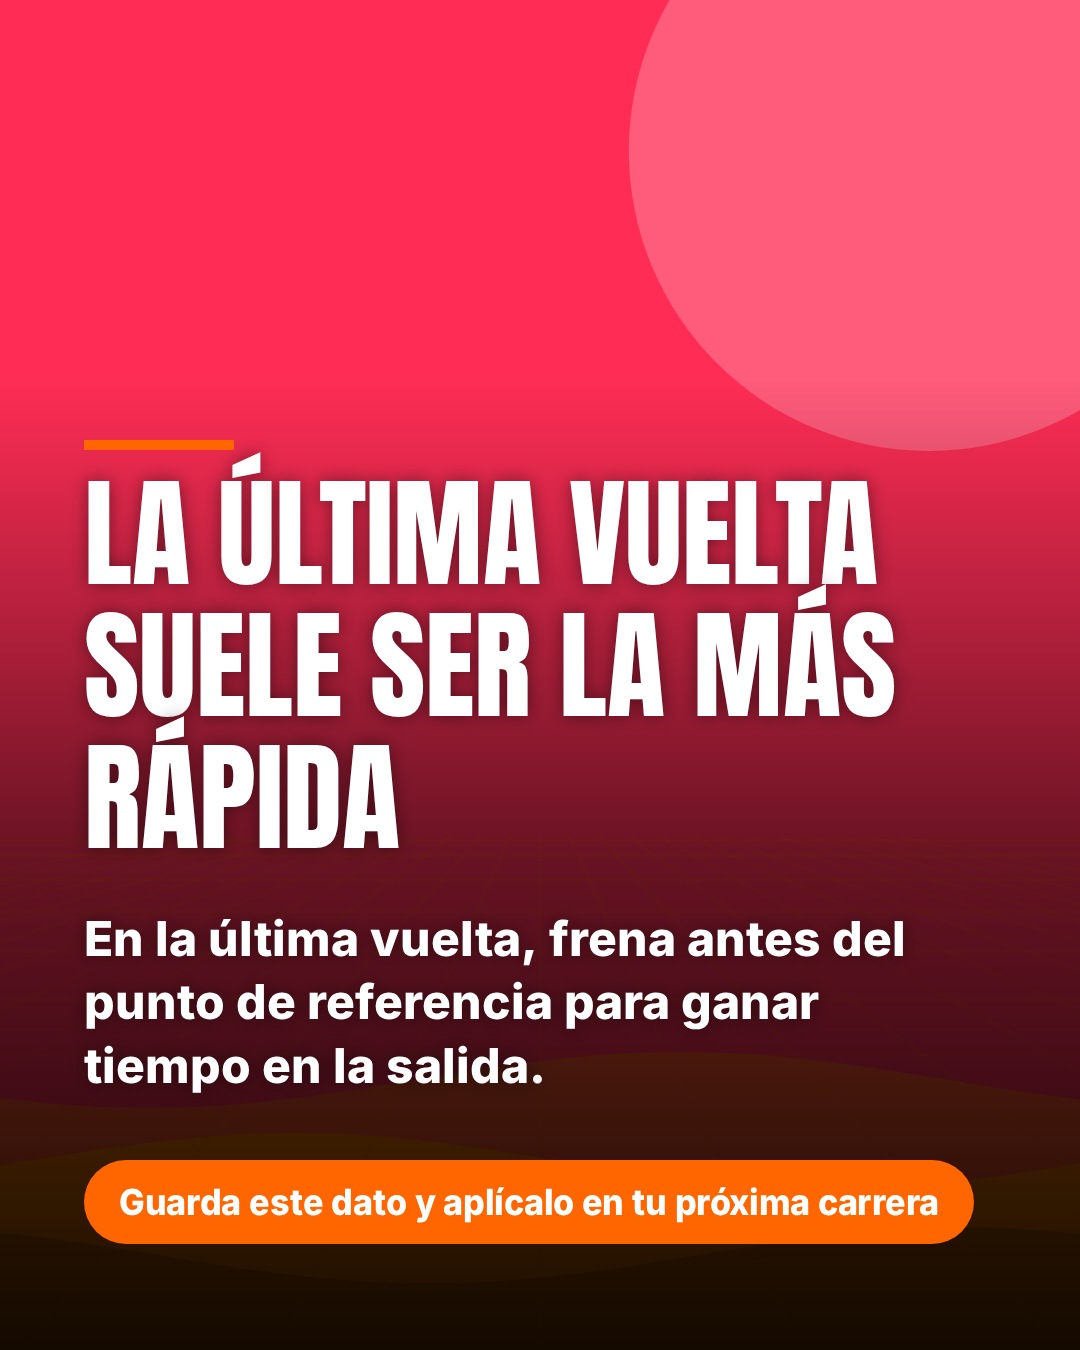 LA ÚLTIMA VUELTA
SUELE SER LA MÁS
RÁPIDA
En la última vuelta, frena antes del
punto de referencia para ganar
tiempo en la salida.
Guarda este dato y aplícalo en tu próxima carrera